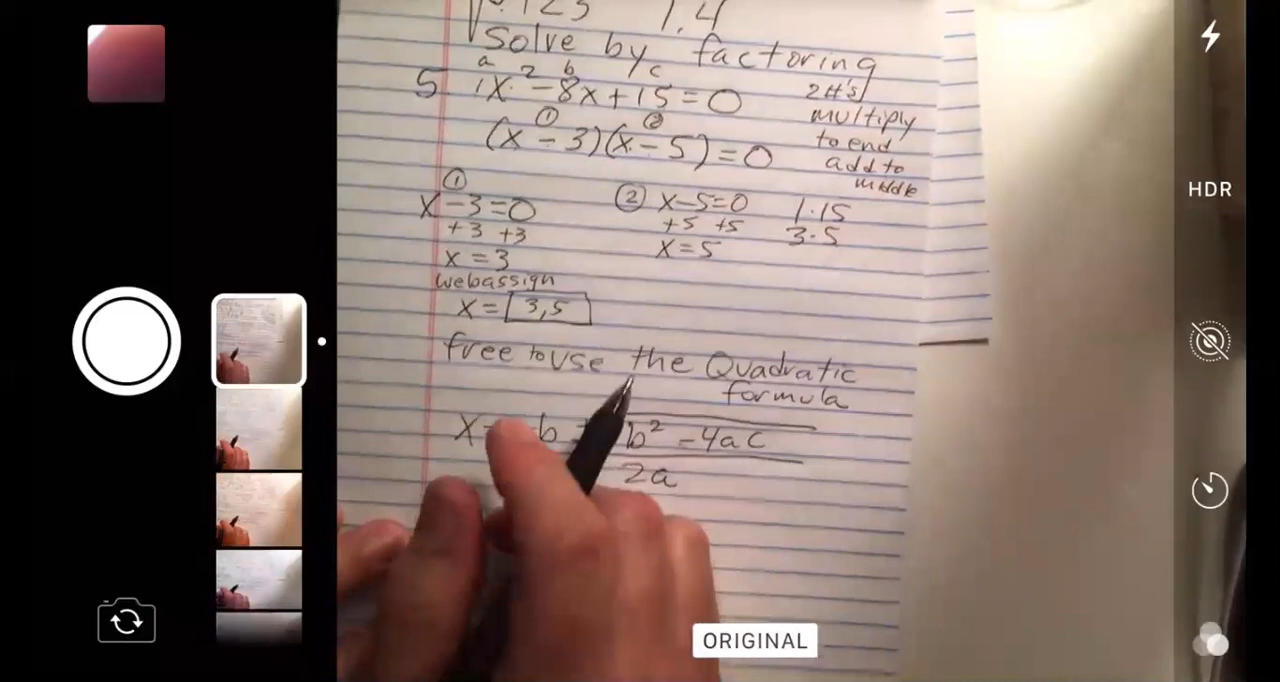 .123 1.4
Solve by factoring
a b c
5 1x² - 8x + 15 = 0
2 #'s
multiply
to end
add to
middle
① ②
(x - 3)(x - 5) = 0
1·15
3·5
①
x - 3 = 0
+3 +3
x = 3
② x - 5 = 0
+5 +5
x = 5
webassign
x = 3,5
free to use the Quadratic
formula
x = -b b² - 4ac
2a
HDR
ORIGINAL